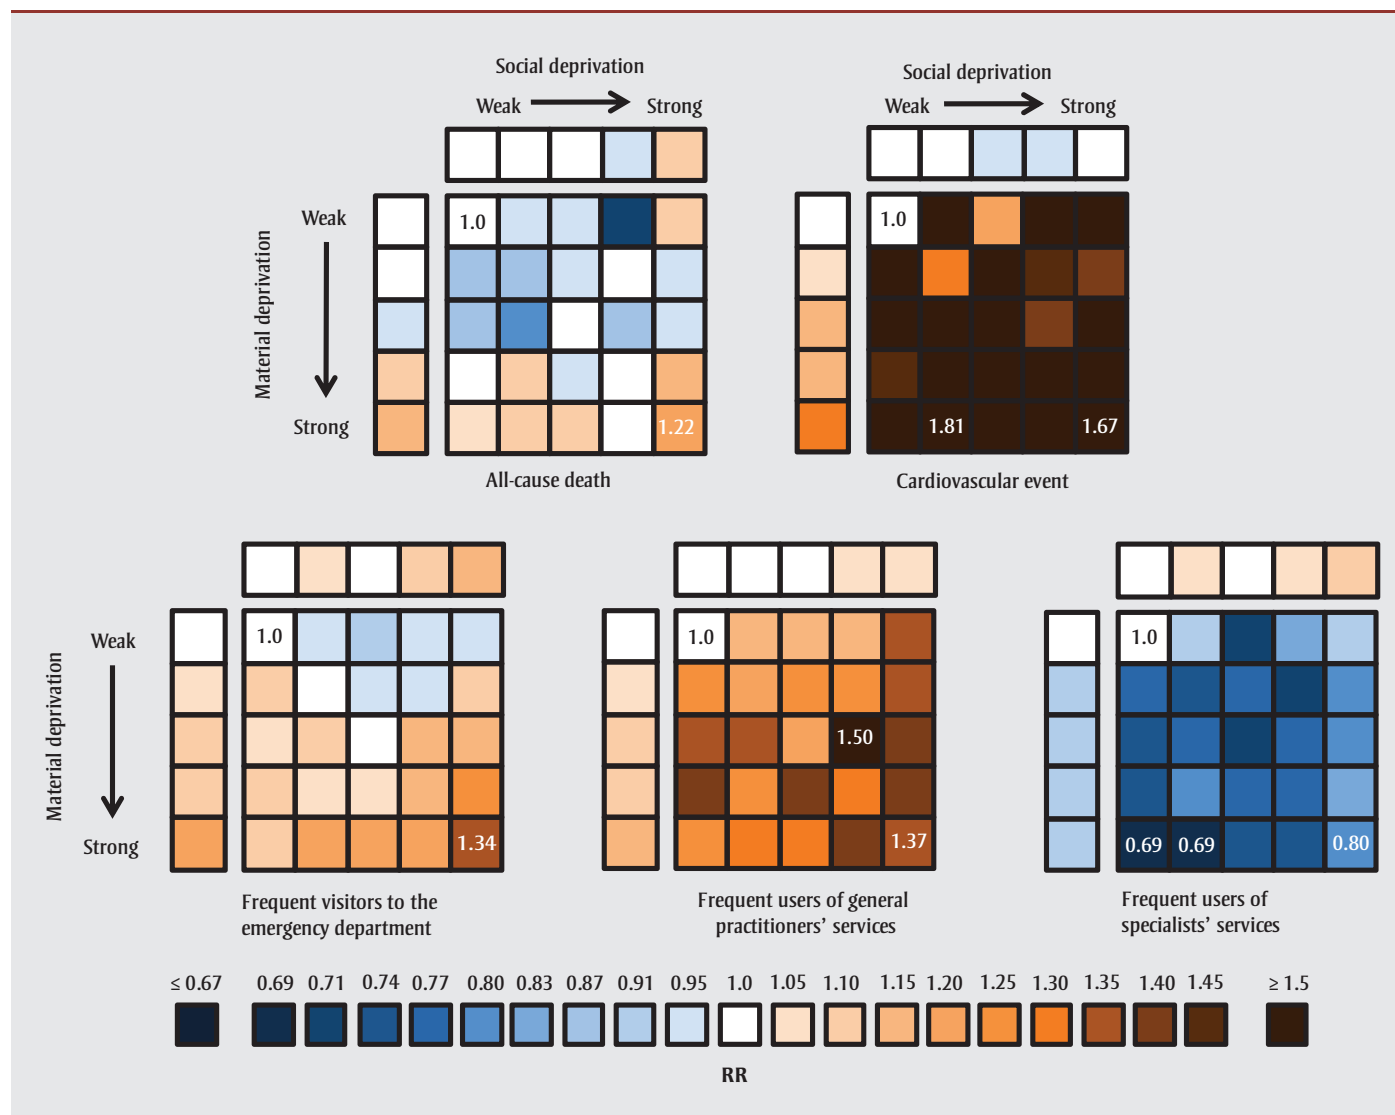 Social deprivation
Weak Strong
Social deprivation
Weak Strong
Material deprivation
Weak
Strong
1.0
1.22
All-cause death
1.0
1.81 1.67
Cardiovascular event
Material deprivation
Weak
Strong
1.0
1.34
Frequent visitors to the
emergency department
1.0
1.50
1.37
Frequent users of general
practitioners’ services
1.0
0.69 0.69 0.80
Frequent users of
specialists’ services
≤ 0.67 0.69 0.71 0.74 0.77 0.80 0.83 0.87 0.91 0.95 1.0 1.05 1.10 1.15 1.20 1.25 1.30 1.35 1.40 1.45 ≥ 1.5
RR